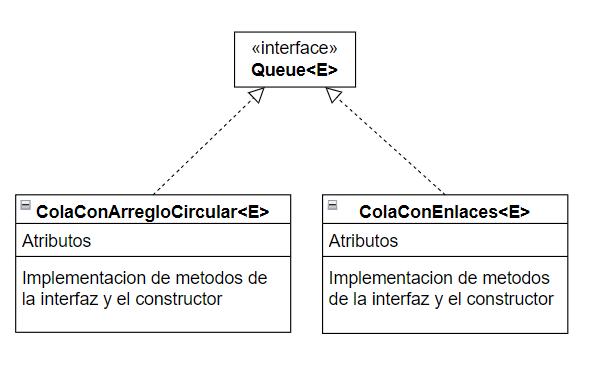 «interface»
Queue<E>
ColaConArregloCircular<E>
Atributos
Implementacion de metodos de
la interfaz y el constructor
ColaConEnlaces<E>
Atributos
Implementacion de metodos
de la interfaz y el constructor